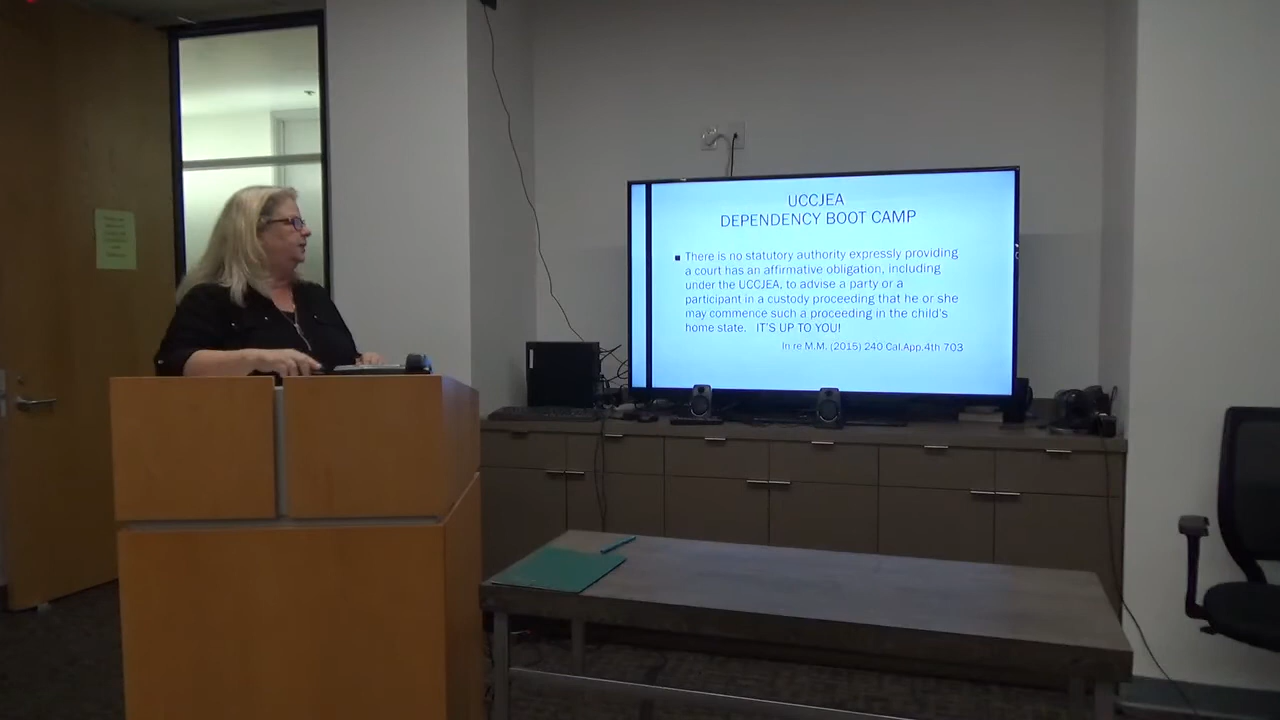 UCCJEA
DEPENDENCY BOOT CAMP
There is no statutory authority expressly providing
a court has an affirmative obligation, including
under the UCCJEA, to advise a party or a
participant in a custody proceeding that he or she
may commence such a proceeding in the child's
home state. IT'S UP TO YOU!
In re M.M. (2015) 240 Cal.App.4th 703